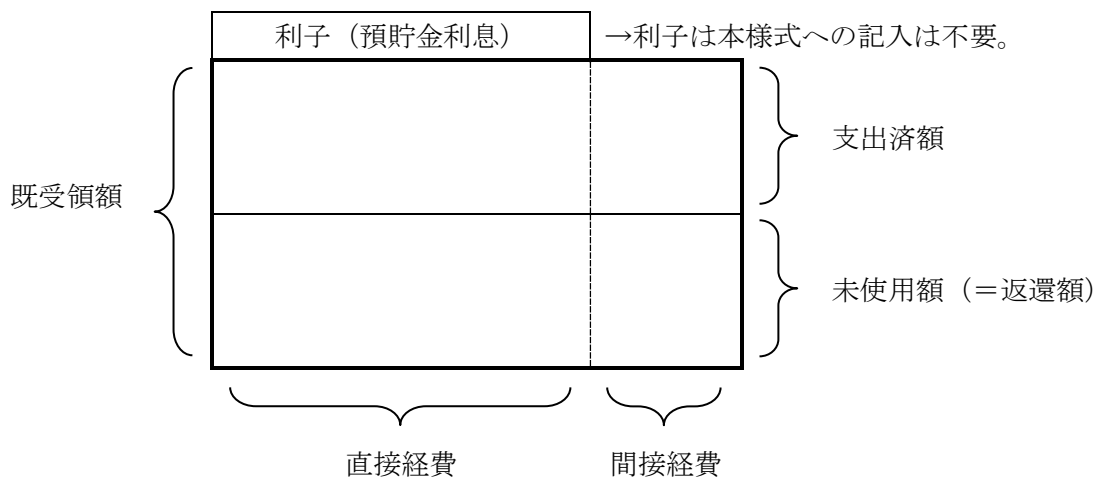 利子（預貯金利息）
→利子は本様式への記入は不要。
支出済額
既受領額
未使用額（＝返還額）
直接経費
間接経費